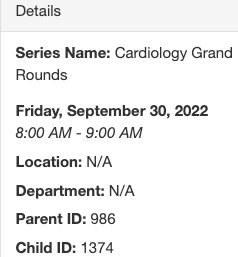 Details
Series Name: Cardiology Grand
Rounds
Friday, September 30, 2022
8:00 AM - 9:00 AM
Location: N/A
Department: N/A
Parent ID: 986
Child ID: 1374